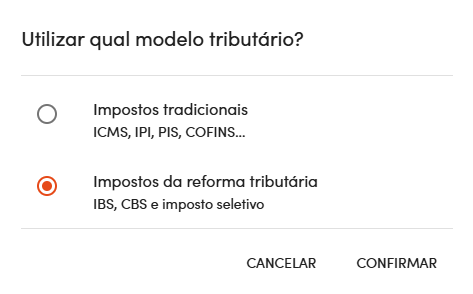 Utilizar qual modelo tributário?
Impostos tradicionais
ICMS, IPI, PIS, COFINS...
Impostos da reforma tributária
IBS, CBS e imposto seletivo
CANCELAR CONFIRMAR